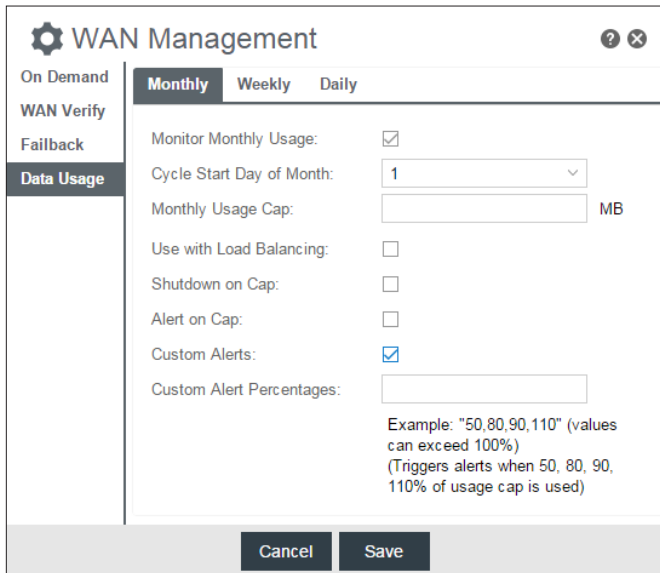 WAN Management
On Demand
WAN Verify
Failback
Data Usage
Monthly Weekly Daily
Monitor Monthly Usage:
Cycle Start Day of Month: 1
Monthly Usage Cap: MB
Use with Load Balancing:
Shutdown on Cap:
Alert on Cap:
Custom Alerts:
Custom Alert Percentages:
Example: "50,80,90,110" (values
can exceed 100%)
(Triggers alerts when 50, 80, 90,
110% of usage cap is used)
Cancel Save